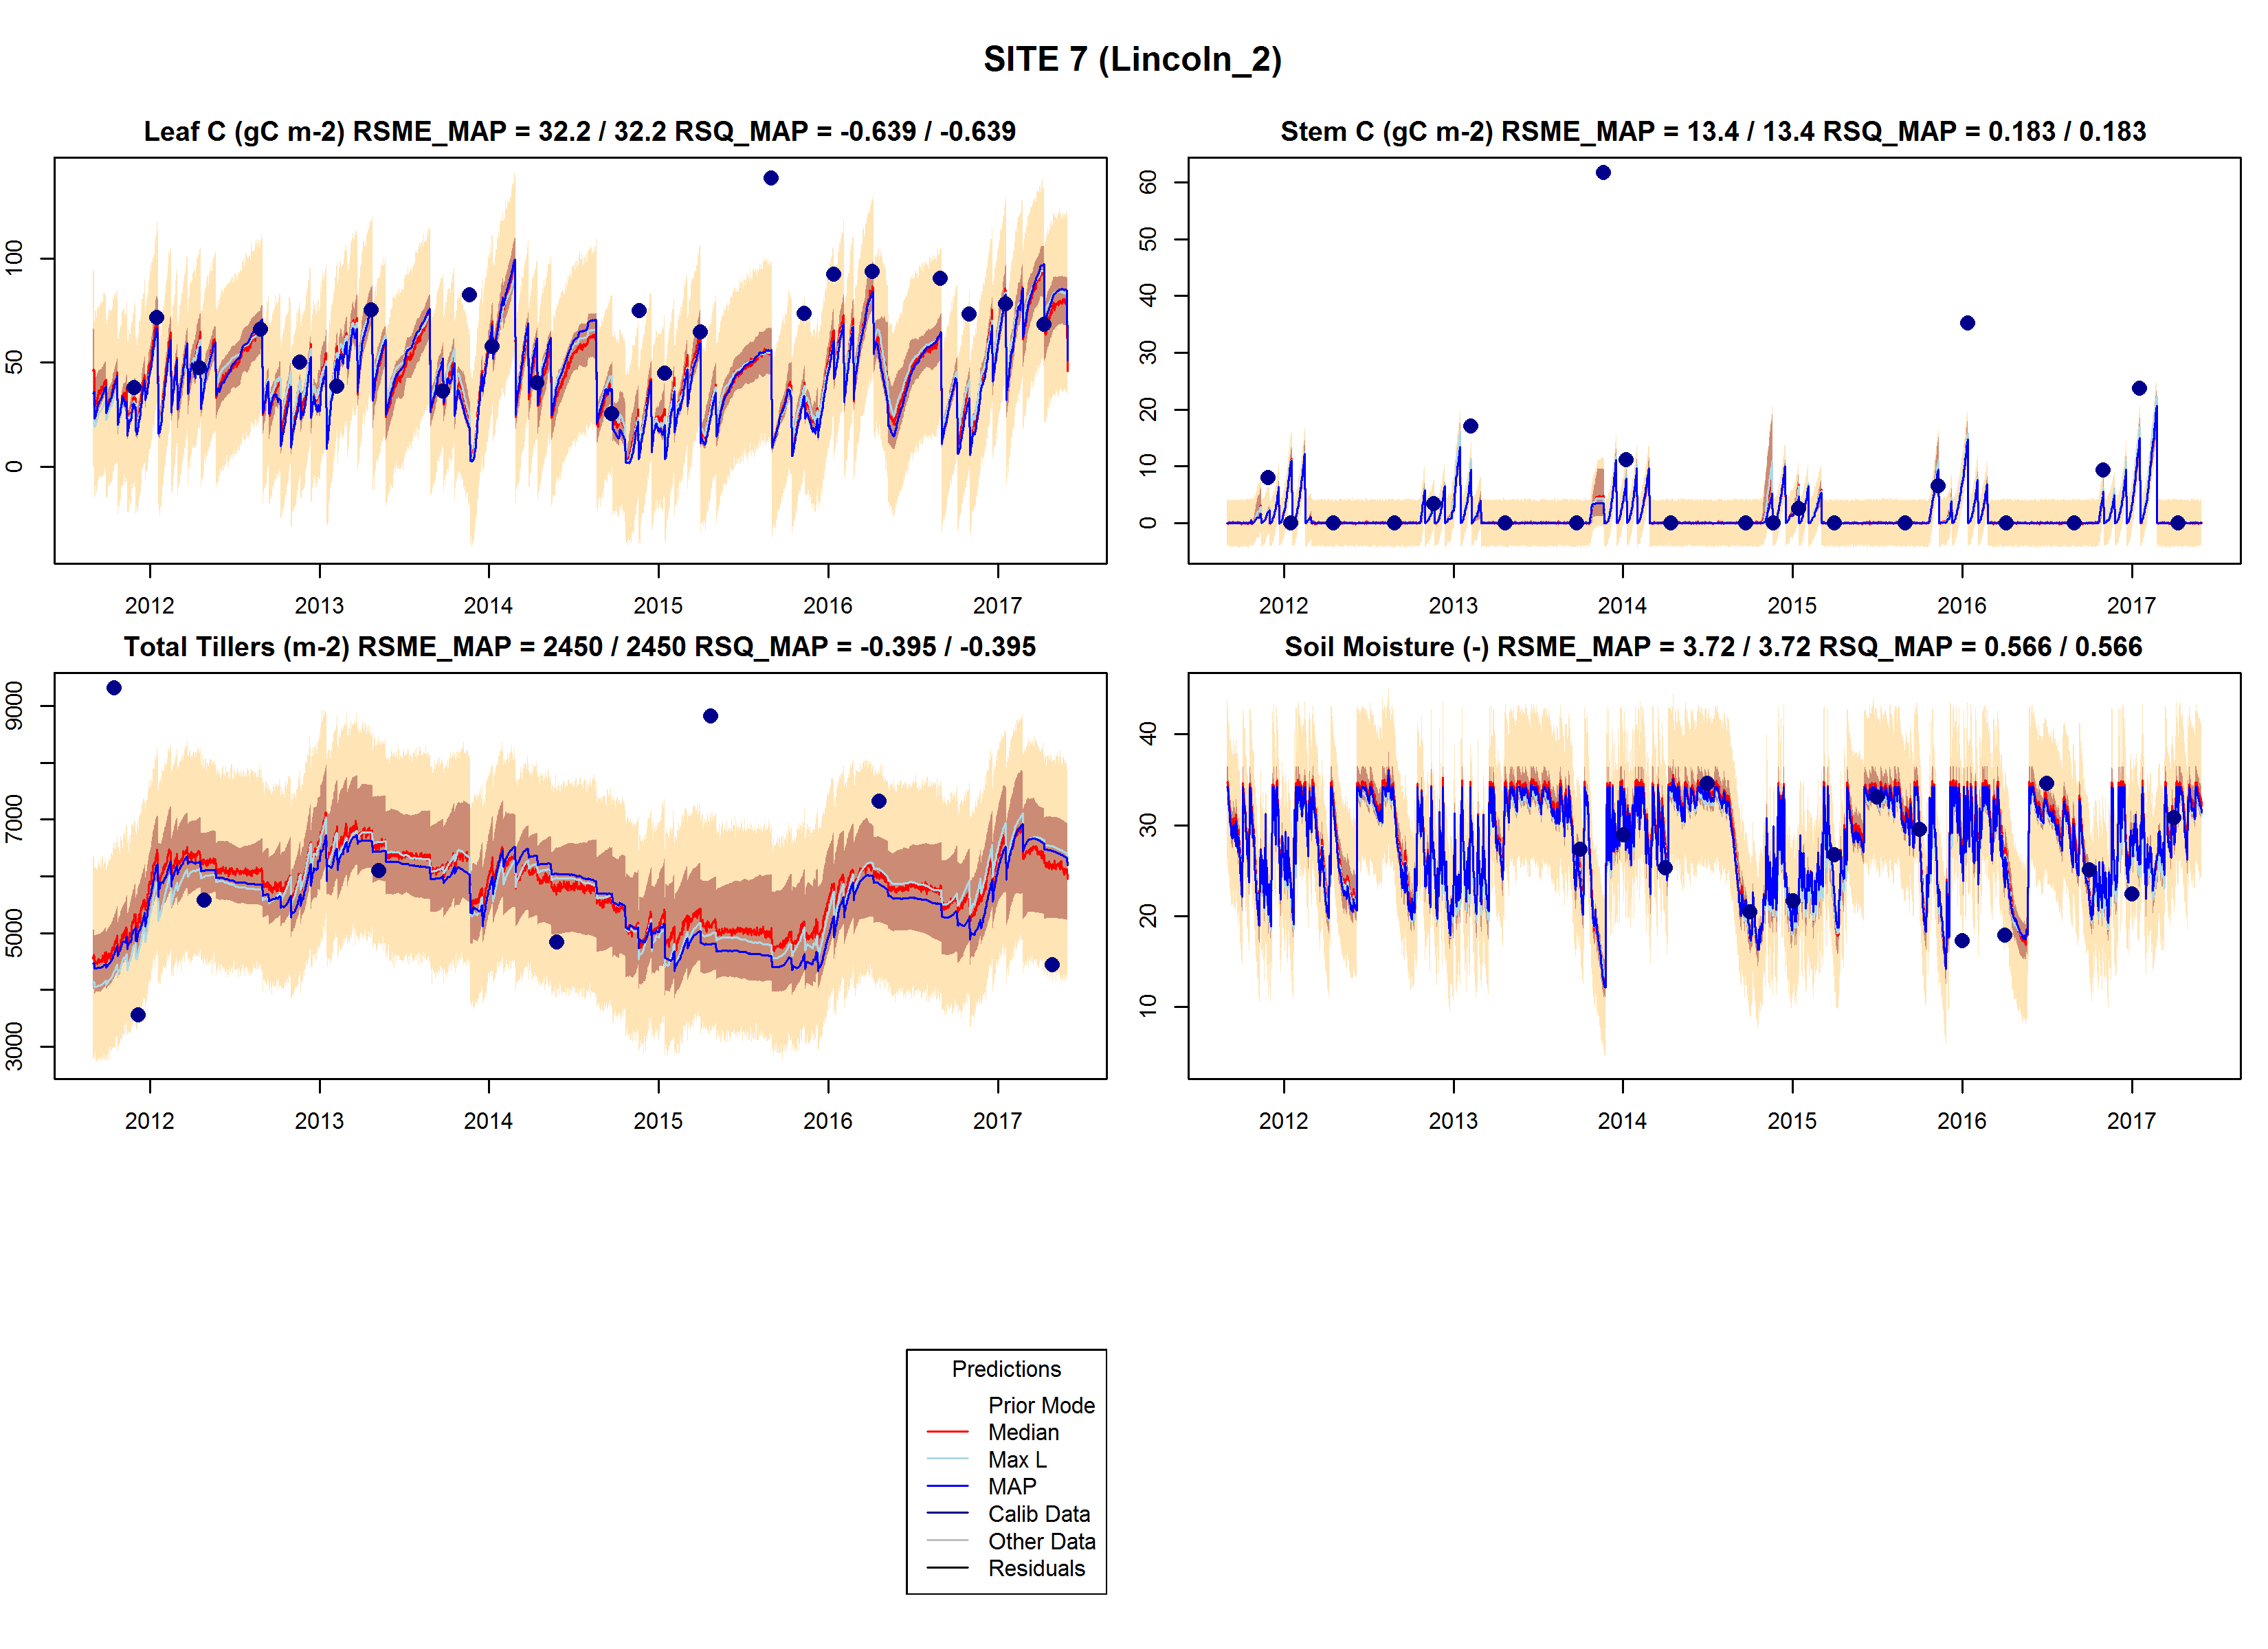 SITE 7 (Lincoln_2)
Leaf C (gC m-2) RSME_MAP = 32.2 / 32.2 RSQ_MAP = -0.639 / -0.639
0 50 100
2012 2013 2014 2015 2016 2017
Stem C (gC m-2) RSME_MAP = 13.4 / 13.4 RSQ_MAP = 0.183 / 0.183
0 10 20 30 40 50 60
2012 2013 2014 2015 2016 2017
Total Tillers (m-2) RSME_MAP = 2450 / 2450 RSQ_MAP = -0.395 / -0.395
3000 5000 7000 9000
2012 2013 2014 2015 2016 2017
Soil Moisture (-) RSME_MAP = 3.72 / 3.72 RSQ_MAP = 0.566 / 0.566
10 20 30 40
2012 2013 2014 2015 2016 2017
Predictions
Prior Mode
Median
Max L
MAP
Calib Data
Other Data
Residuals